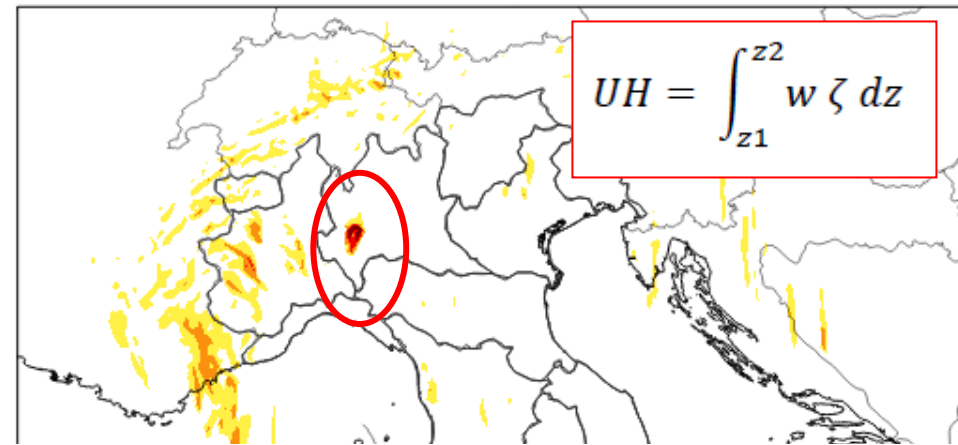 UH = ∫_{z1}^{z2} w ζ dz